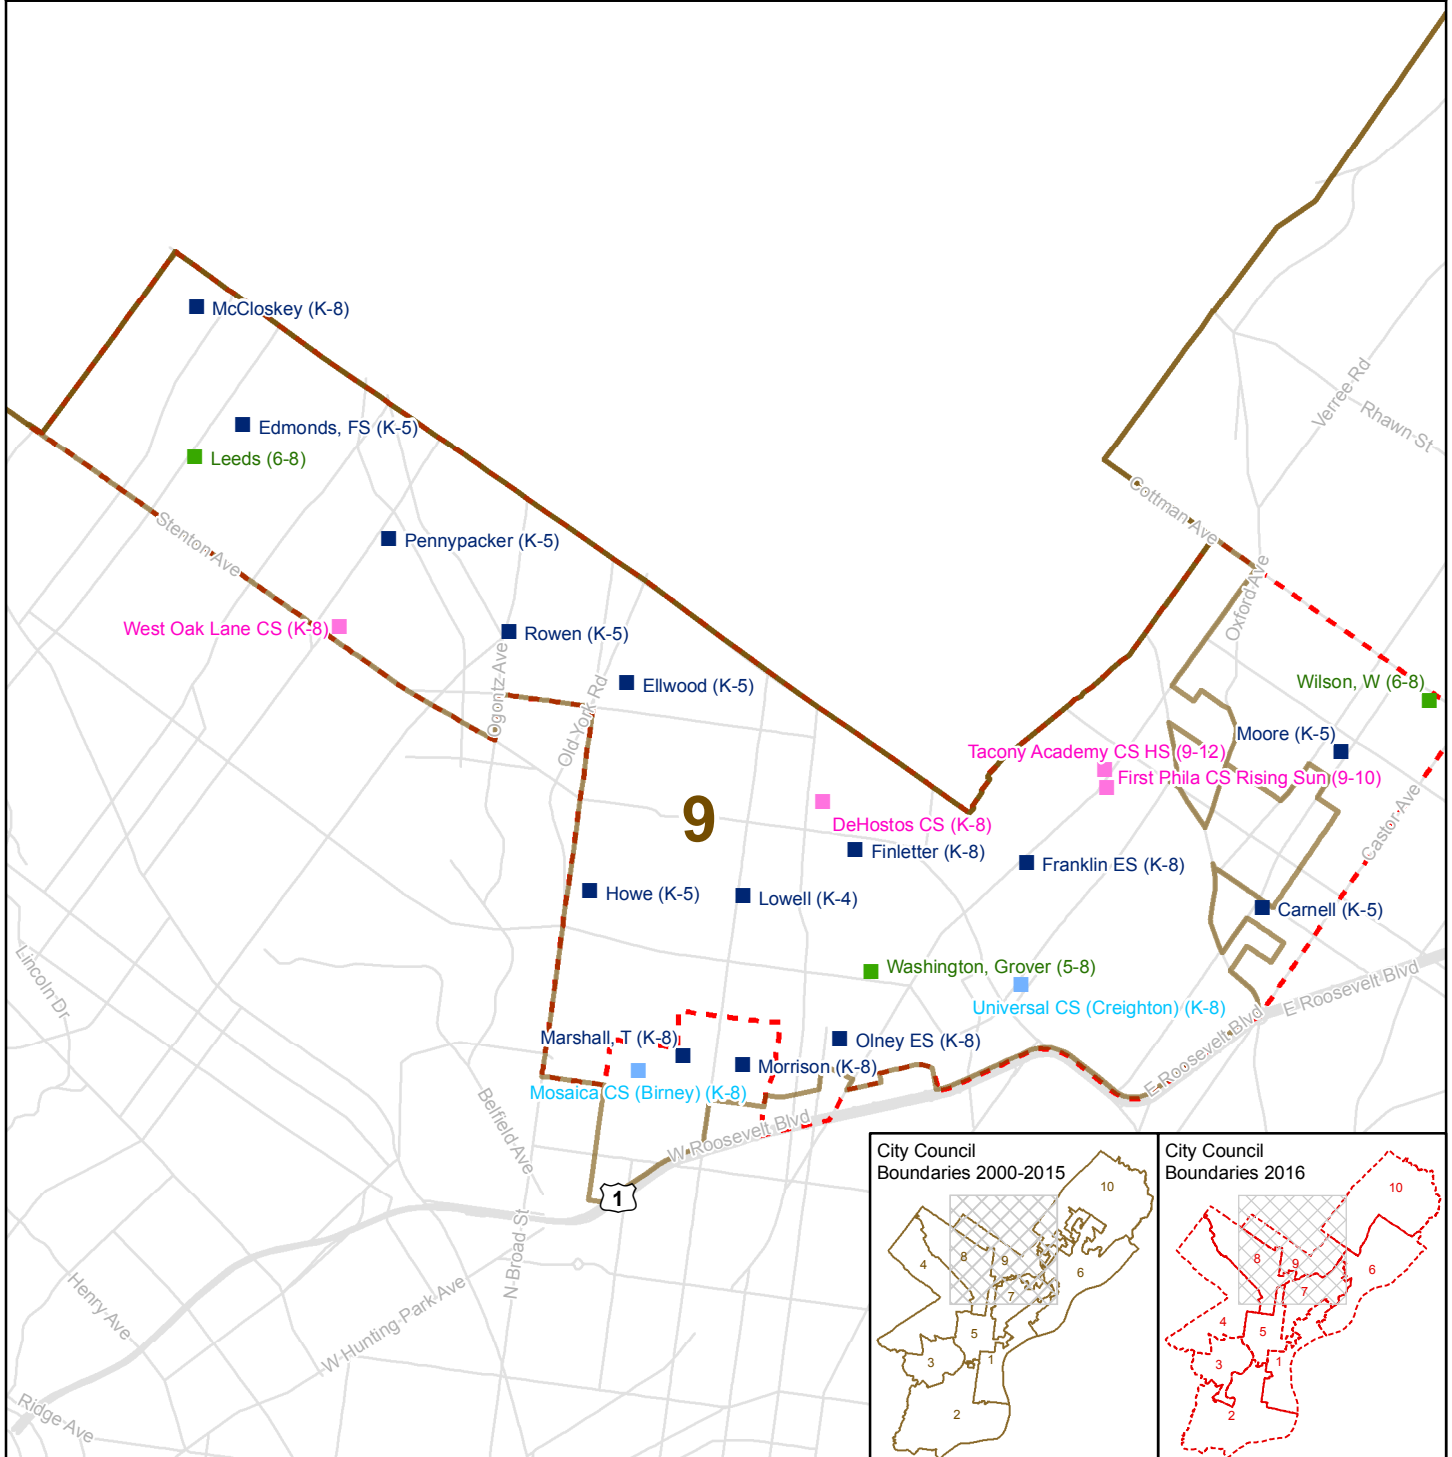 McCloskey (K-8)
Edmonds, FS (K-5)
Leeds (6-8)
Verree Rd
Rhawn St
Cottman Ave
Stenton Ave
Pennypacker (K-5)
Oxford Ave
West Oak Lane CS (K-8)
Rowen (K-5)
Ogontz Ave
Old York Rd
Ellwood (K-5)
Wilson, W (6-8)
Moore (K-5)
Tacony Academy CS HS (9-12)
First Phila CS Rising Sun (9-10)
9
DeHostos CS (K-8)
Castor Ave
Finletter (K-8)
Franklin ES (K-8)
Howe (K-5)
Lowell (K-4)
Carnell (K-5)
Washington, Grover (5-8)
Lincoln Dr
Universal CS (Creighton) (K-8)
E Roosevelt Blvd
E Roosevelt Blvd
Marshall, T (K-8)
Olney ES (K-8)
Morrison (K-8)
Mosaica CS (Birney) (K-8)
Belfield Ave
W Roosevelt Blvd
1
N Broad St
Henry Ave
W Hunting Park Ave
Ridge Ave
City Council
Boundaries 2000-2015
10
4
8
9
6
7
5
3
1
2
City Council
Boundaries 2016
10
8
9
6
7
4
5
3
1
2